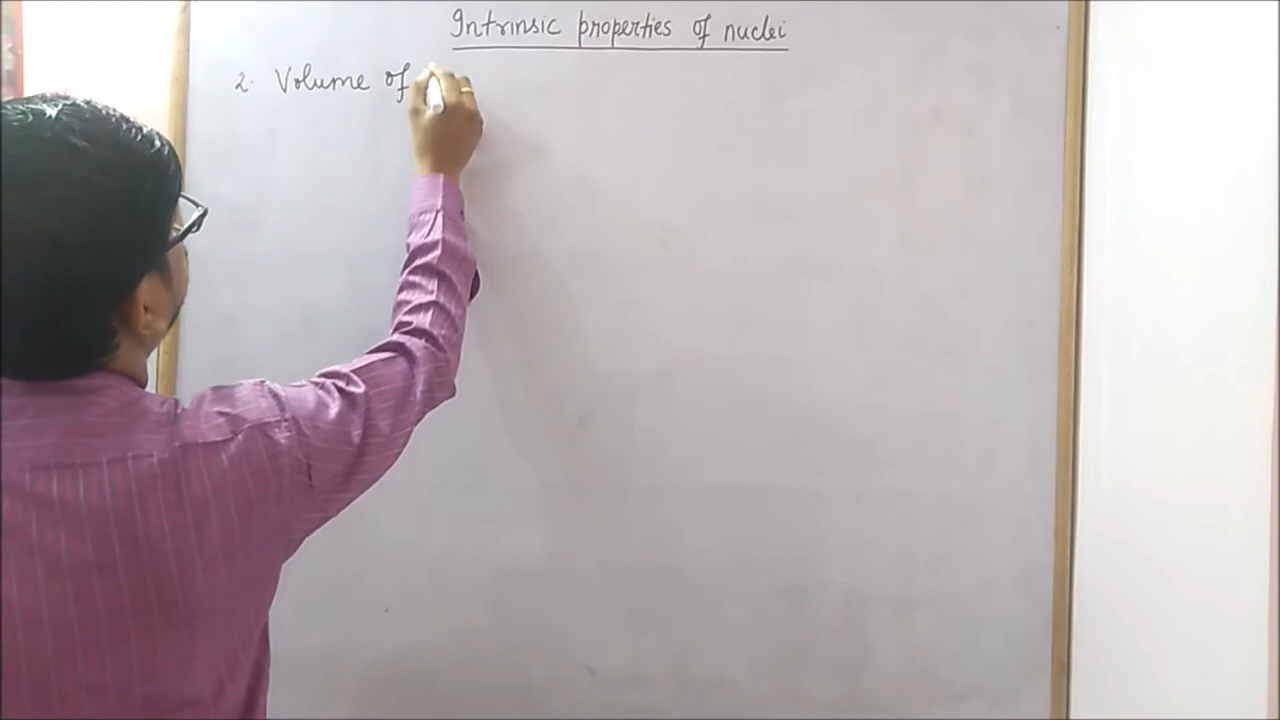 Intrinsic properties of nuclei
2. Volume of